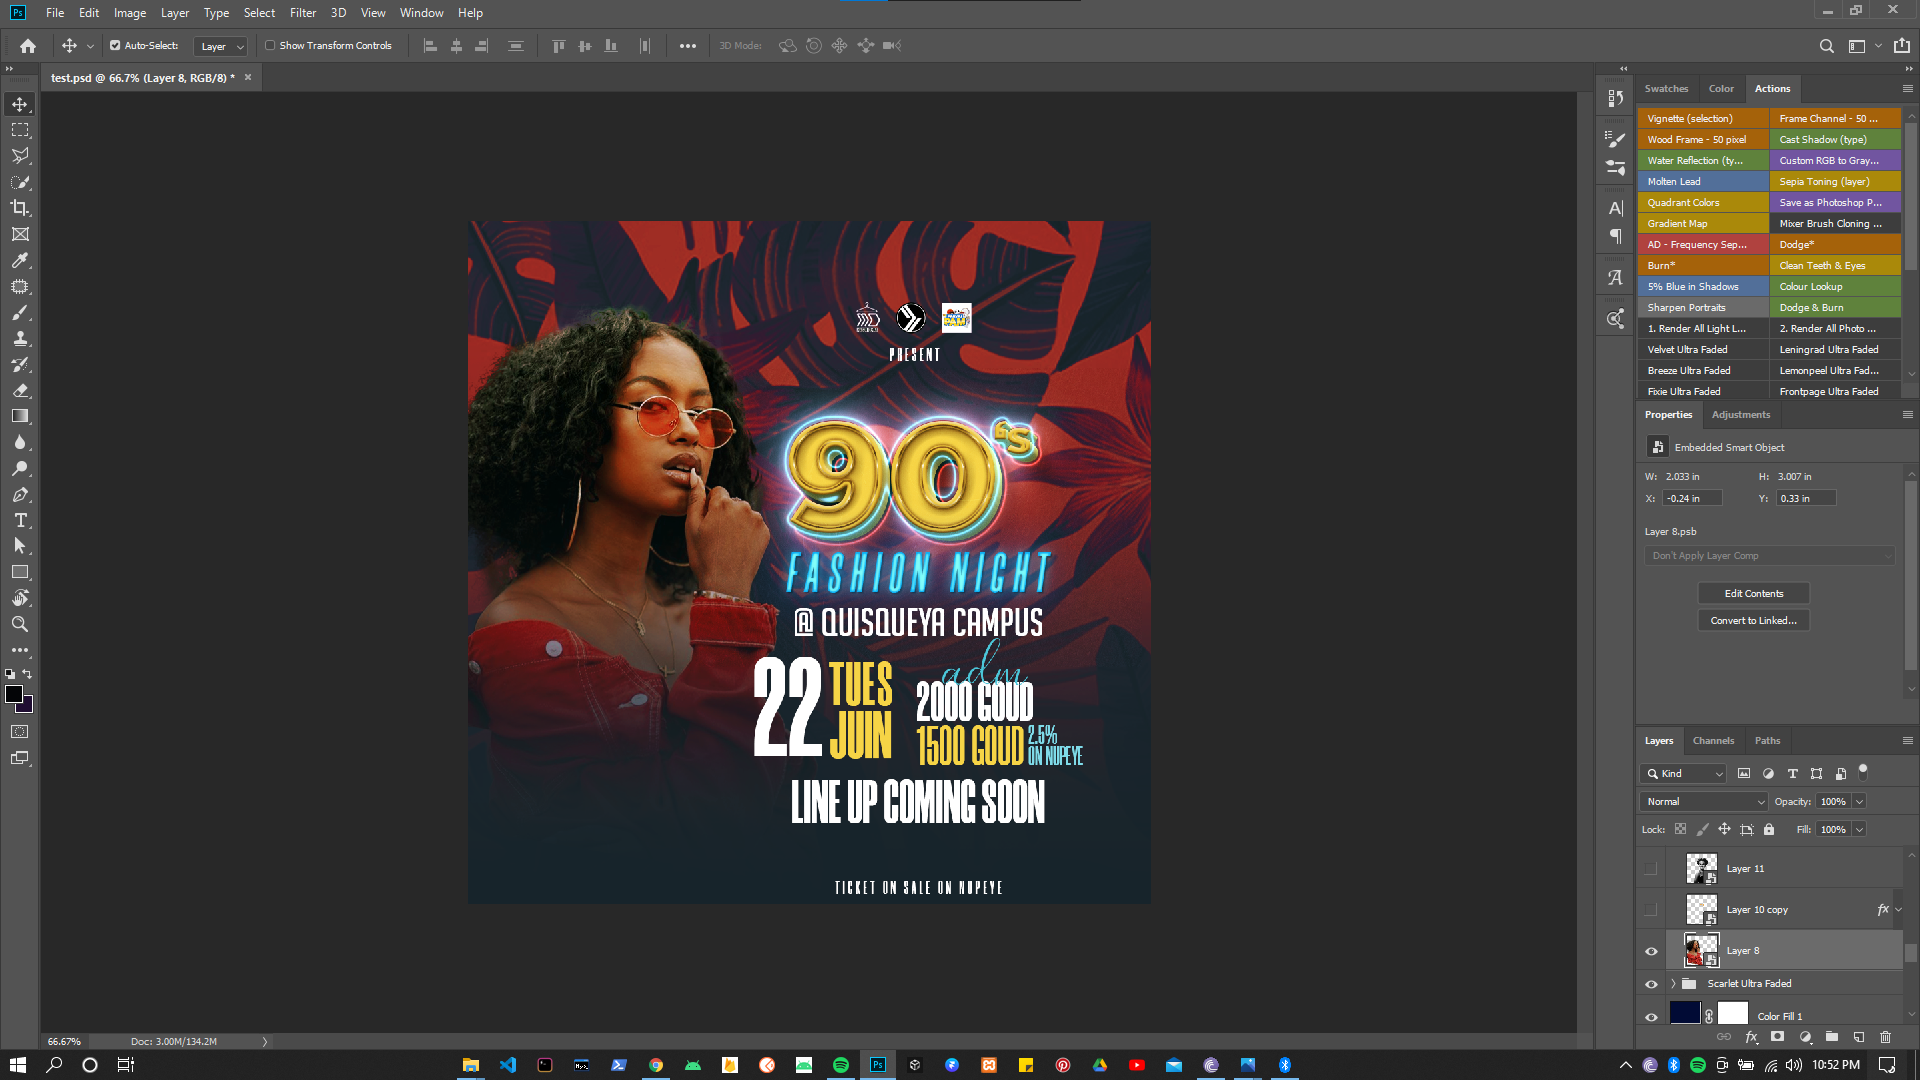 File Edit Image Layer Type Select Filter 3D View Window Help
Auto-Select: Layer Show Transform Controls 3D Mode:
test.psd @ 66.7% (Layer 8, RGB/8) *
PRESENT
90's
FASHION NIGHT
@ QUISQUEYA CAMPUS
22 TUES JUIN
adm
2000 GOUD
1500 GOUD 2.5% ON NUPEYE
LINE UP COMING SOON
TICKET ON SALE ON NUPEYE
66.67% Doc: 3.00M/134.2M
Swatches Color Actions
Vignette (selection) Frame Channel - 50 ...
Wood Frame - 50 pixel Cast Shadow (type)
Water Reflection (ty... Custom RGB to Gray...
Molten Lead Sepia Toning (layer)
Quadrant Colors Save as Photoshop P...
Gradient Map Mixer Brush Cloning ...
AD - Frequency Sep... Dodge*
Burn* Clean Teeth & Eyes
5% Blue in Shadows Colour Lookup
Sharpen Portraits Dodge & Burn
1. Render All Light L... 2. Render All Photo ...
Velvet Ultra Faded Leningrad Ultra Faded
Breeze Ultra Faded Lemonpeel Ultra Fad...
Fixie Ultra Faded Frontpage Ultra Faded
Properties Adjustments
Embedded Smart Object
W: 2.033 in H: 3.007 in
X: -0.24 in Y: 0.33 in
Layer 8.psb
Don't Apply Layer Comp
Edit Contents
Convert to Linked...
Layers Channels Paths
Kind
Normal Opacity: 100%
Lock: Fill: 100%
Layer 11
Layer 10 copy fx
Layer 8
Scarlet Ultra Faded
Color Fill 1
fx
10:52 PM